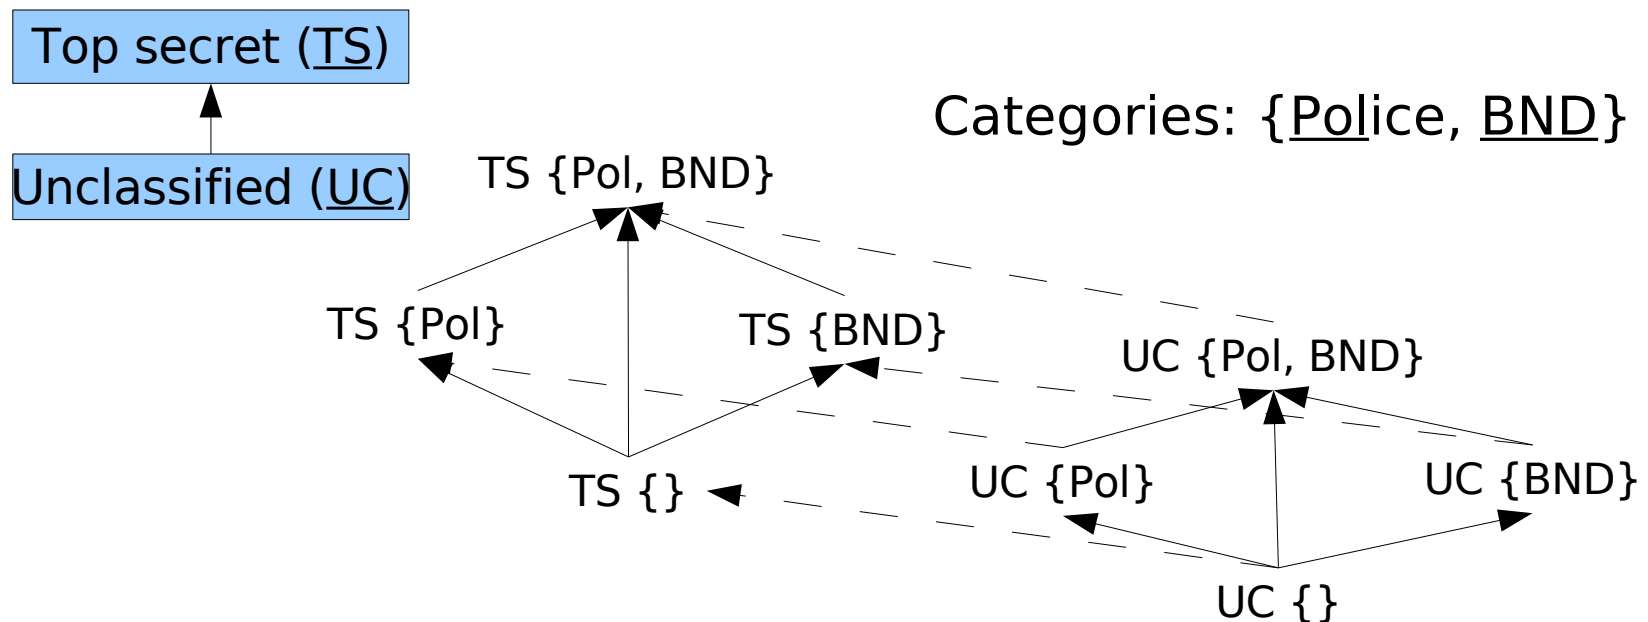 Top secret (TS)
Unclassified (UC)
Categories: {Police, BND}
TS {Pol, BND}
TS {Pol}
TS {BND}
UC {Pol, BND}
TS {}
UC {Pol}
UC {BND}
UC {}